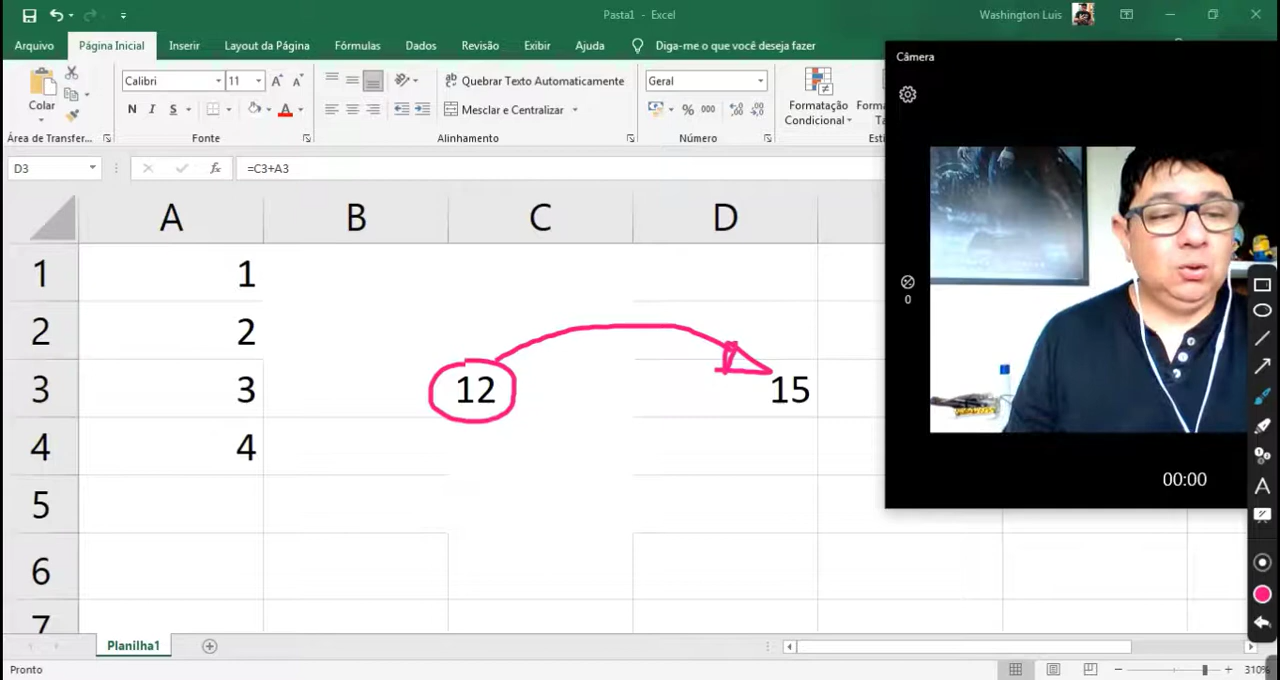 Pasta1 - Excel
Washington Luis
Arquivo Página Inicial Inserir Layout da Página Fórmulas Dados Revisão Exibir Ajuda Diga-me o que você deseja fazer
Câmera
Colar
Calibri 11
Quebrar Texto Automaticamente
Geral
N I S
Mesclar e Centralizar
% 000
Formatação
Condicional
Área de Transfer...
Fonte
Alinhamento
Número
D3
fx
=C3+A3
A B C D
1 1
2 2
3 3 12 15
4 4
5
6
7
0
00:00
A
Planilha1
Pronto
310%